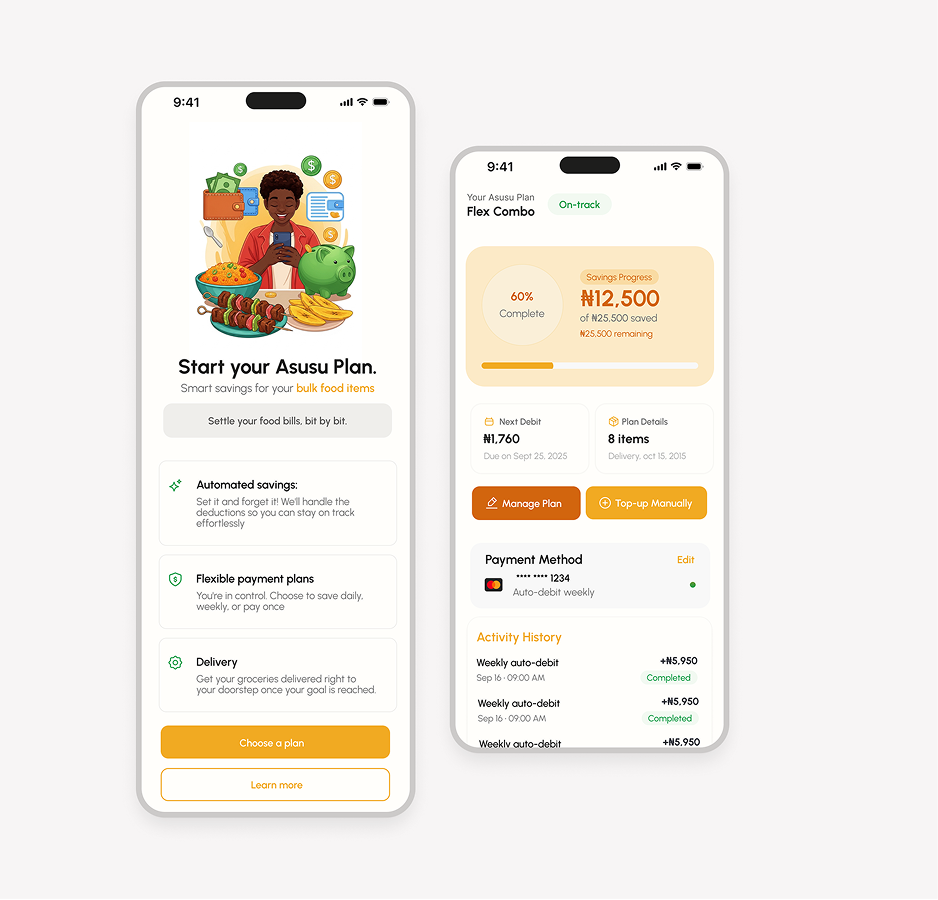 9:41
Start your Asusu Plan.
Smart savings for your bulk food items
Settle your food bills, bit by bit.
Automated savings:
Set it and forget it! We'll handle the
deductions so you can stay on track
effortlessly
Flexible payment plans
You're in control. Choose to save daily,
weekly, or pay once
Delivery
Get your groceries delivered right to
your doorstep once your goal is reached.
Choose a plan
Learn more
9:41
Your Asusu Plan
Flex Combo
On-track
60%
Complete
Savings Progress
₦12,500
of ₦25,500 saved
₦25,500 remaining
Next Debit
₦1,760
Due on Sept 25, 2025
Plan Details
8 items
Delivery, oct 15, 2015
Manage Plan
Top-up Manually
Payment Method
Edit
**** **** 1234
Auto-debit weekly
Activity History
Weekly auto-debit
+₦5,950
Sep 16 · 09:00 AM
Completed
Weekly auto-debit
+₦5,950
Sep 16 · 09:00 AM
Completed
Weekly auto-debit
+₦5,950